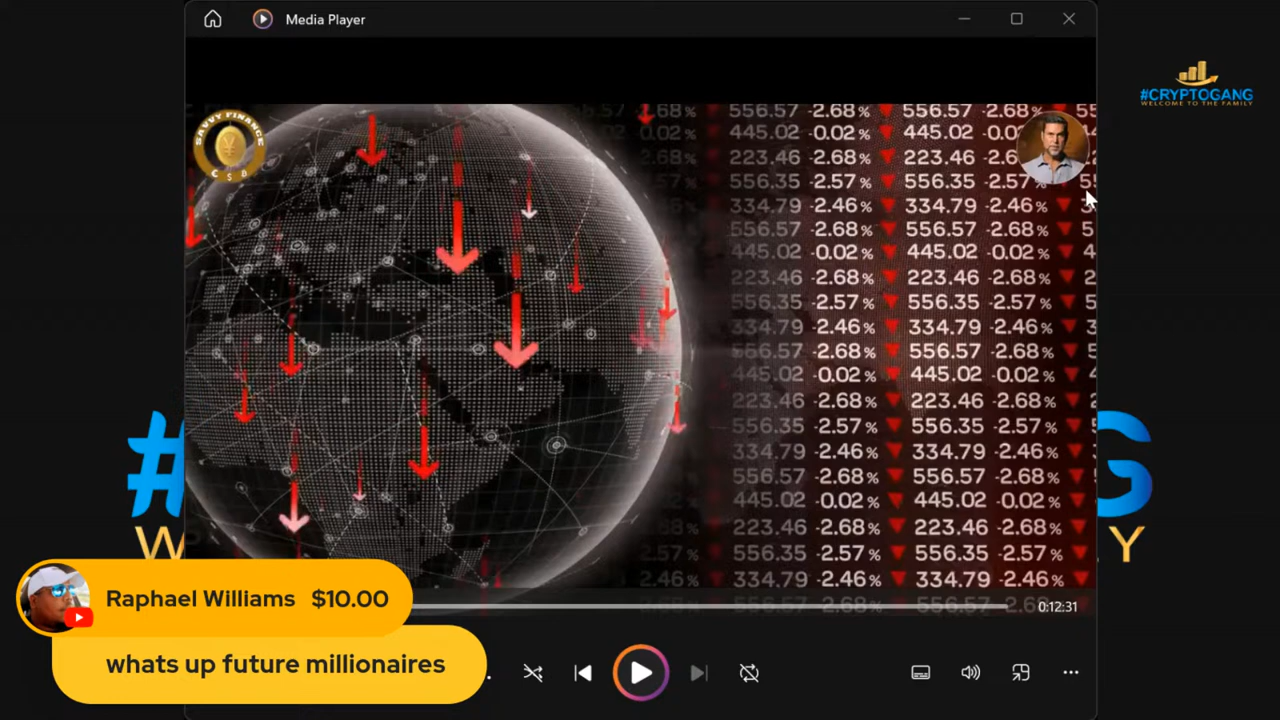 Media Player
#CRYPTOGANG
WELCOME TO THE FAMILY
SAVVY FINANCE
556.57 -2.68% 556.57 -2.68%
0.02% 445.02 -0.02% 445.02 -0.02%
2.68% 223.46 -2.68% 223.46
556.35 -2.57% 556.35 -2.57%
334.79 -2.46% 334.79 -2.46%
556.57 -2.68% 556.57 -2.68%
445.02 -0.02% 445.02 -0.02%
223.46 -2.68% 223.46 -2.68%
556.35 -2.57% 556.35 -2.57%
334.79 -2.46% 334.79 -2.46%
556.57 -2.68% 556.57 -2.68%
445.02 -0.02% 445.02 -0.02%
223.46 -2.68% 223.46 -2.68%
556.35 -2.57% 556.35 -2.57%
334.79 -2.46% 334.79 -2.46%
556.57 -2.68% 556.57 -2.68%
445.02 -0.02% 445.02 -0.02%
223.46 -2.68% 223.46 -2.68%
2.57% 556.35 -2.57% 556.35 -2.57%
2.46% 334.79 -2.46% 334.79 -2.46%
0:12:31
# G
W Y
Raphael Williams $10.00
whats up future millionaires